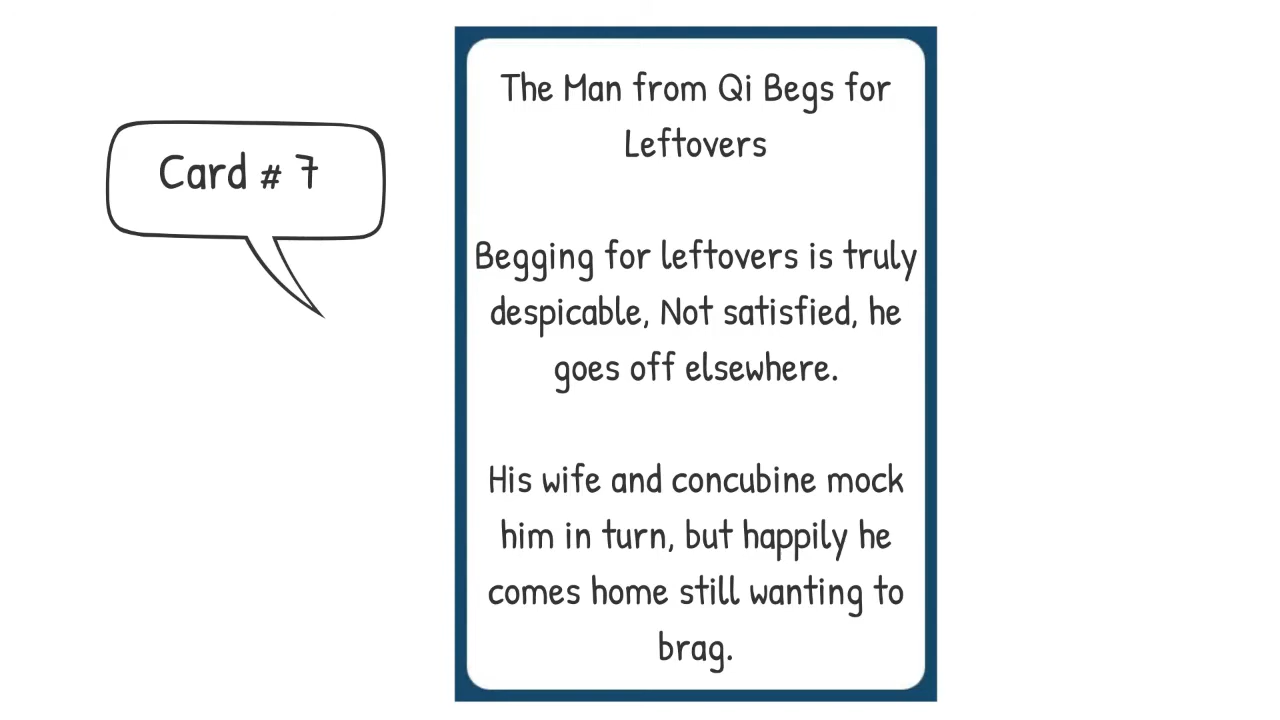 Card # 7
The Man from Qi Begs for
Leftovers
Begging for leftovers is truly
despicable, Not satisfied, he
goes off elsewhere.
His wife and concubine mock
him in turn, but happily he
comes home still wanting to
brag.